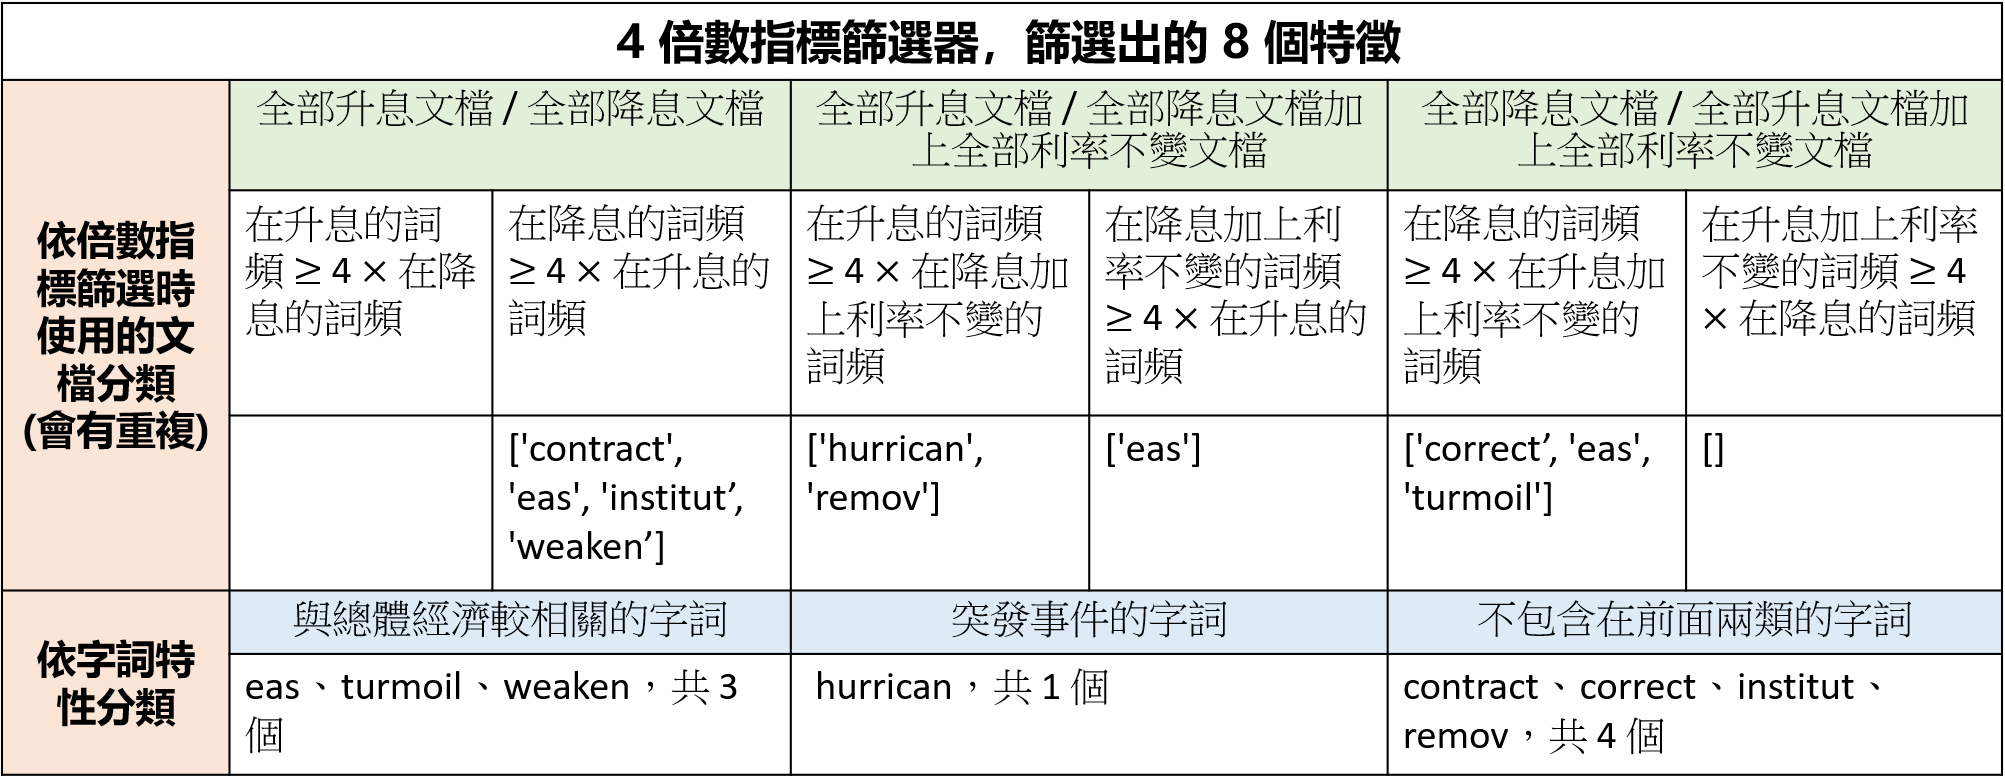 4 倍數指標篩選器，篩選出的 8 個特徵
依倍數指
標篩選時
使用的文
檔分類
(會有重複)
全部升息文檔 / 全部降息文檔
全部升息文檔 / 全部降息文檔加
上全部利率不變文檔
全部降息文檔 / 全部升息文檔加
上全部利率不變文檔
在升息的詞
頻 ≥ 4 × 在降
息的詞頻
在降息的詞頻
≥ 4 × 在升息的
詞頻
在升息的詞頻
≥ 4 × 在降息加
上利率不變的
詞頻
在降息加上利
率不變的詞頻
≥ 4 × 在升息的
詞頻
在降息的詞頻
≥ 4 × 在升息加
上利率不變的
詞頻
在升息加上利率
不變的詞頻 ≥ 4
× 在降息的詞頻
['contract',
'eas', 'institut’,
'weaken’]
['hurrican',
'remov']
['eas']
['correct’, 'eas',
'turmoil']
[]
依字詞特
性分類
與總體經濟較相關的字詞
突發事件的字詞
不包含在前面兩類的字詞
eas、turmoil、weaken，共 3
個
hurrican，共 1 個
contract、correct、institut、
remov，共 4 個